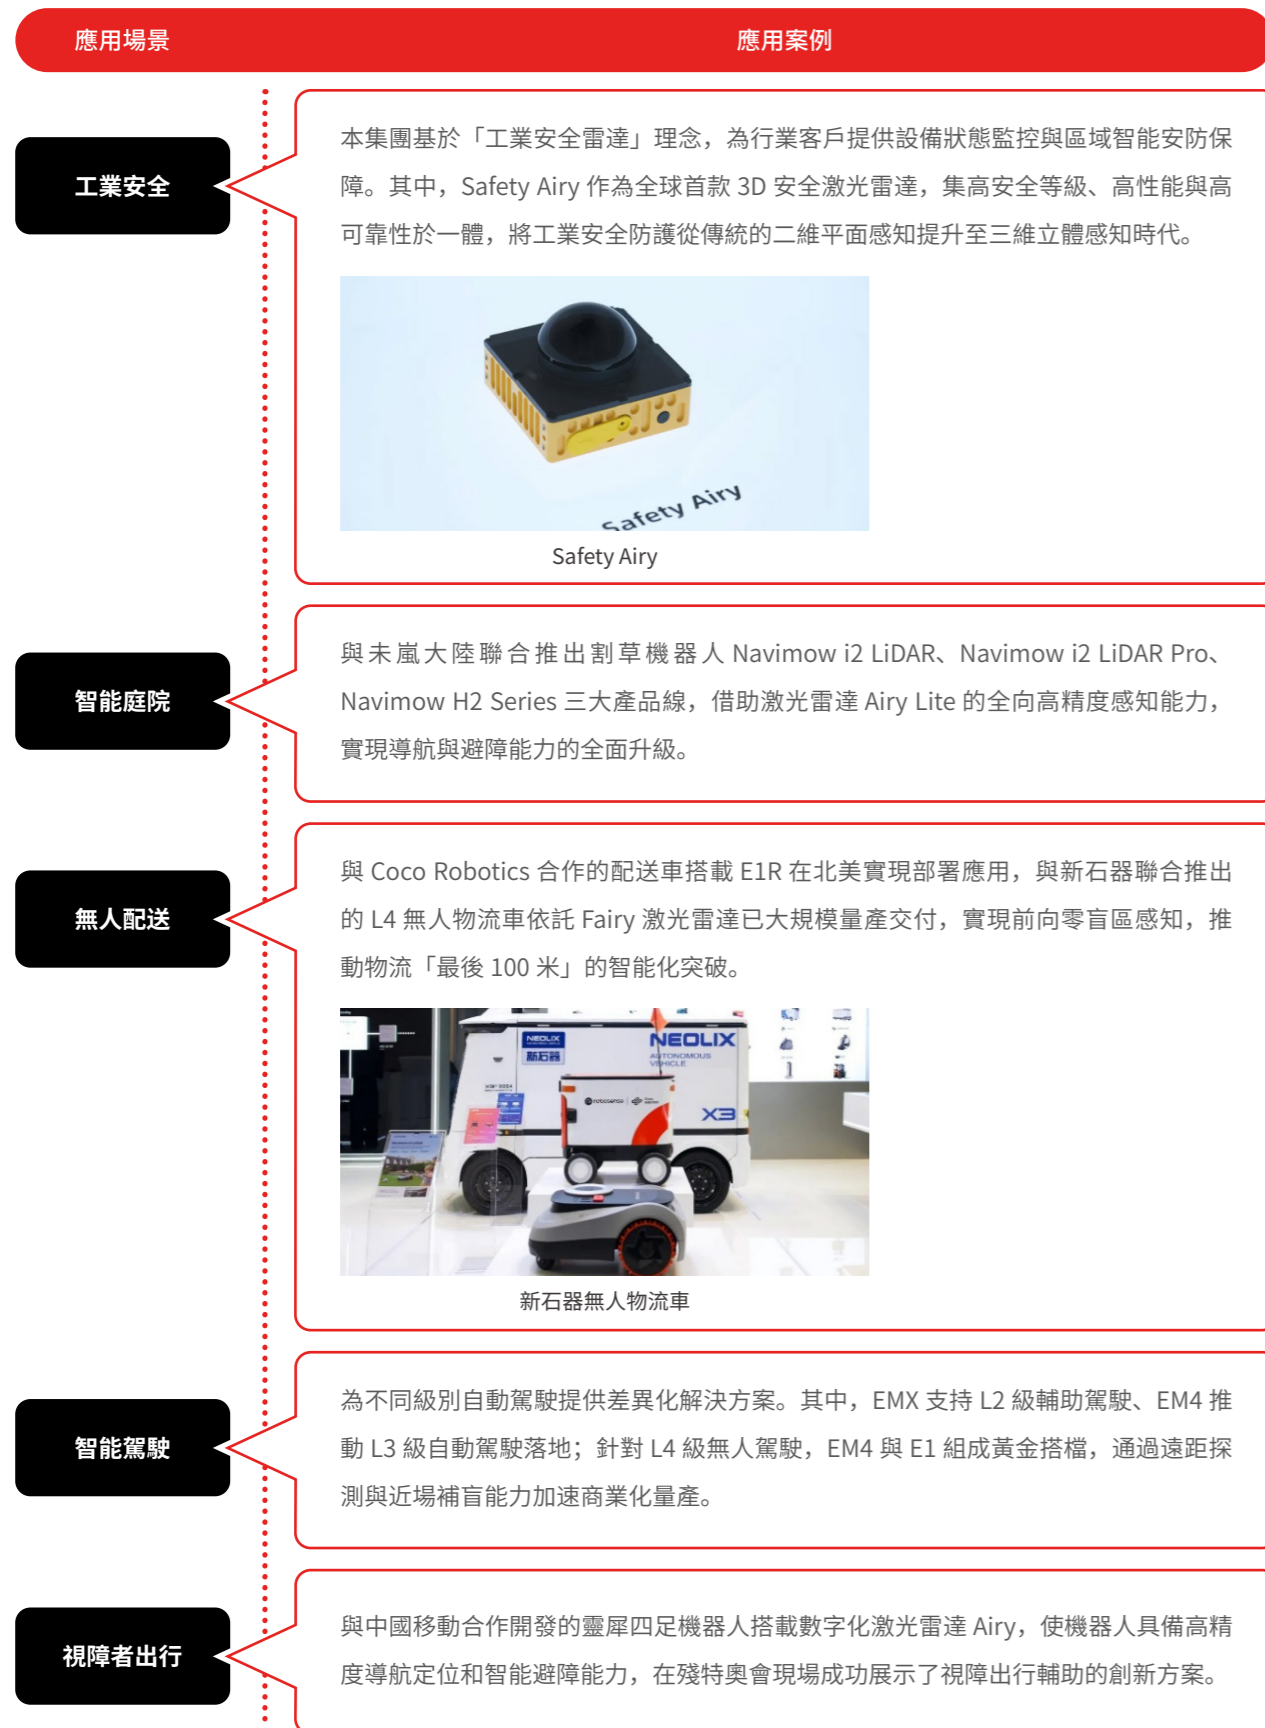 應用場景
應用案例
工業安全
本集團基於「工業安全雷達」理念，為行業客戶提供設備狀態監控與區域智能安防保
障。其中，Safety Airy 作為全球首款 3D 安全激光雷達，集高安全等級、高性能與高
可靠性於一體，將工業安全防護從傳統的二維平面感知提升至三維立體感知時代。
Safety Airy
Safety Airy
智能庭院
與未嵐大陸聯合推出割草機器人 Navimow i2 LiDAR、Navimow i2 LiDAR Pro、
Navimow H2 Series 三大產品線，借助激光雷達 Airy Lite 的全向高精度感知能力，
實現導航與避障能力的全面升級。
無人配送
與 Coco Robotics 合作的配送車搭載 E1R 在北美實現部署應用，與新石器聯合推出
的 L4 無人物流車依託 Fairy 激光雷達已大規模量產交付，實現前向零盲區感知，推
動物流「最後 100 米」的智能化突破。
NEOLIX
新石器
NEOLIX
AUTONOMOUS
VEHICLE
robosense
X3
新石器無人物流車
智能駕駛
為不同級別自動駕駛提供差異化解決方案。其中，EMX 支持 L2 級輔助駕駛、EM4 推
動 L3 級自動駕駛落地；針對 L4 級無人駕駛，EM4 與 E1 組成黃金搭檔，通過遠距探
測與近場補盲能力加速商業化量產。
視障者出行
與中國移動合作開發的靈犀四足機器人搭載數字化激光雷達 Airy，使機器人具備高精
度導航定位和智能避障能力，在殘特奧會現場成功展示了視障出行輔助的創新方案。